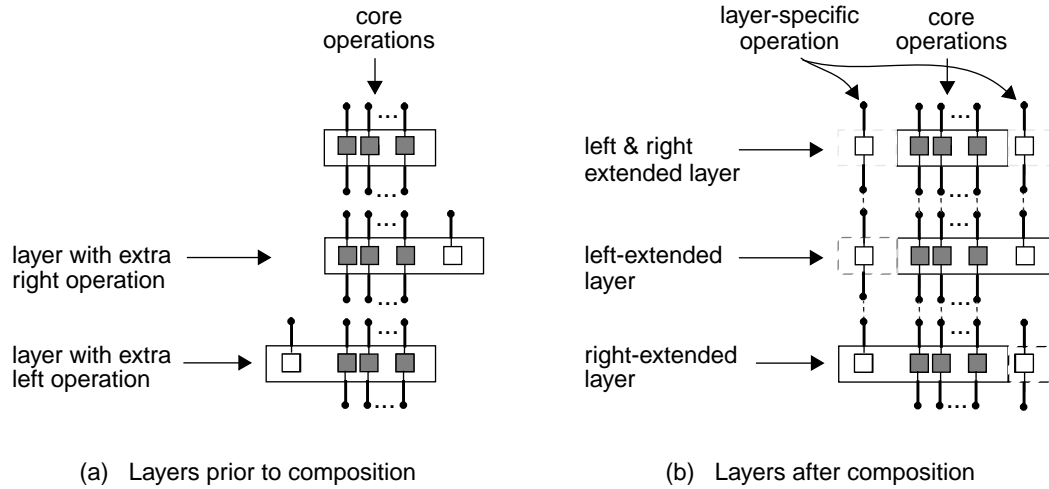 core
operations
layer with extra
right operation
layer with extra
left operation
(a) Layers prior to composition
layer-specific
operation
core
operations
left & right
extended layer
left-extended
layer
right-extended
layer
(b) Layers after composition